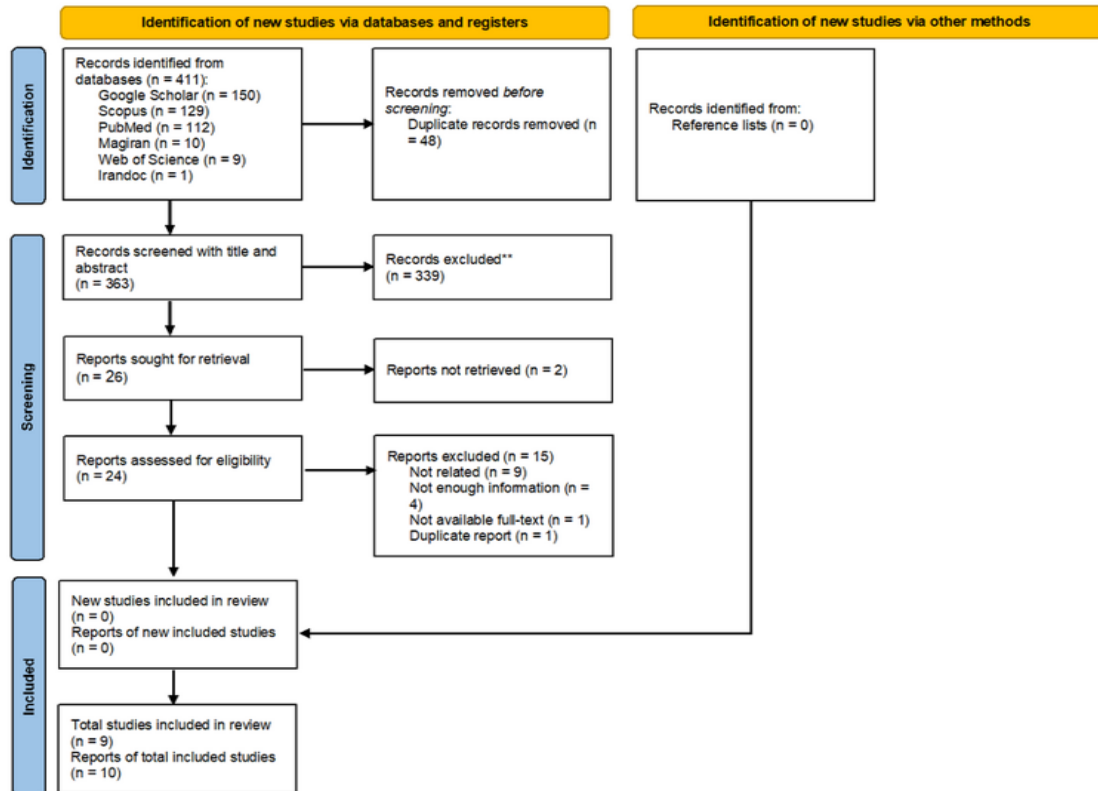 Identification of new studies via databases and registers
Identification of new studies via other methods
Identification
Records identified from
databases (n = 411):
Google Scholar (n = 150)
Scopus (n = 129)
PubMed (n = 112)
Magiran (n = 10)
Web of Science (n = 9)
Irandoc (n = 1)
Records removed before
screening:
Duplicate records removed (n
= 48)
Records identified from:
Reference lists (n = 0)
Screening
Records screened with title and
abstract
(n = 363)
Records excluded**
(n = 339)
Reports sought for retrieval
(n = 26)
Reports not retrieved (n = 2)
Reports assessed for eligibility
(n = 24)
Reports excluded (n = 15)
Not related (n = 9)
Not enough information (n =
4)
Not available full-text (n = 1)
Duplicate report (n = 1)
Included
New studies included in review
(n = 0)
Reports of new included studies
(n = 0)
Total studies included in review
(n = 9)
Reports of total included studies
(n = 10)